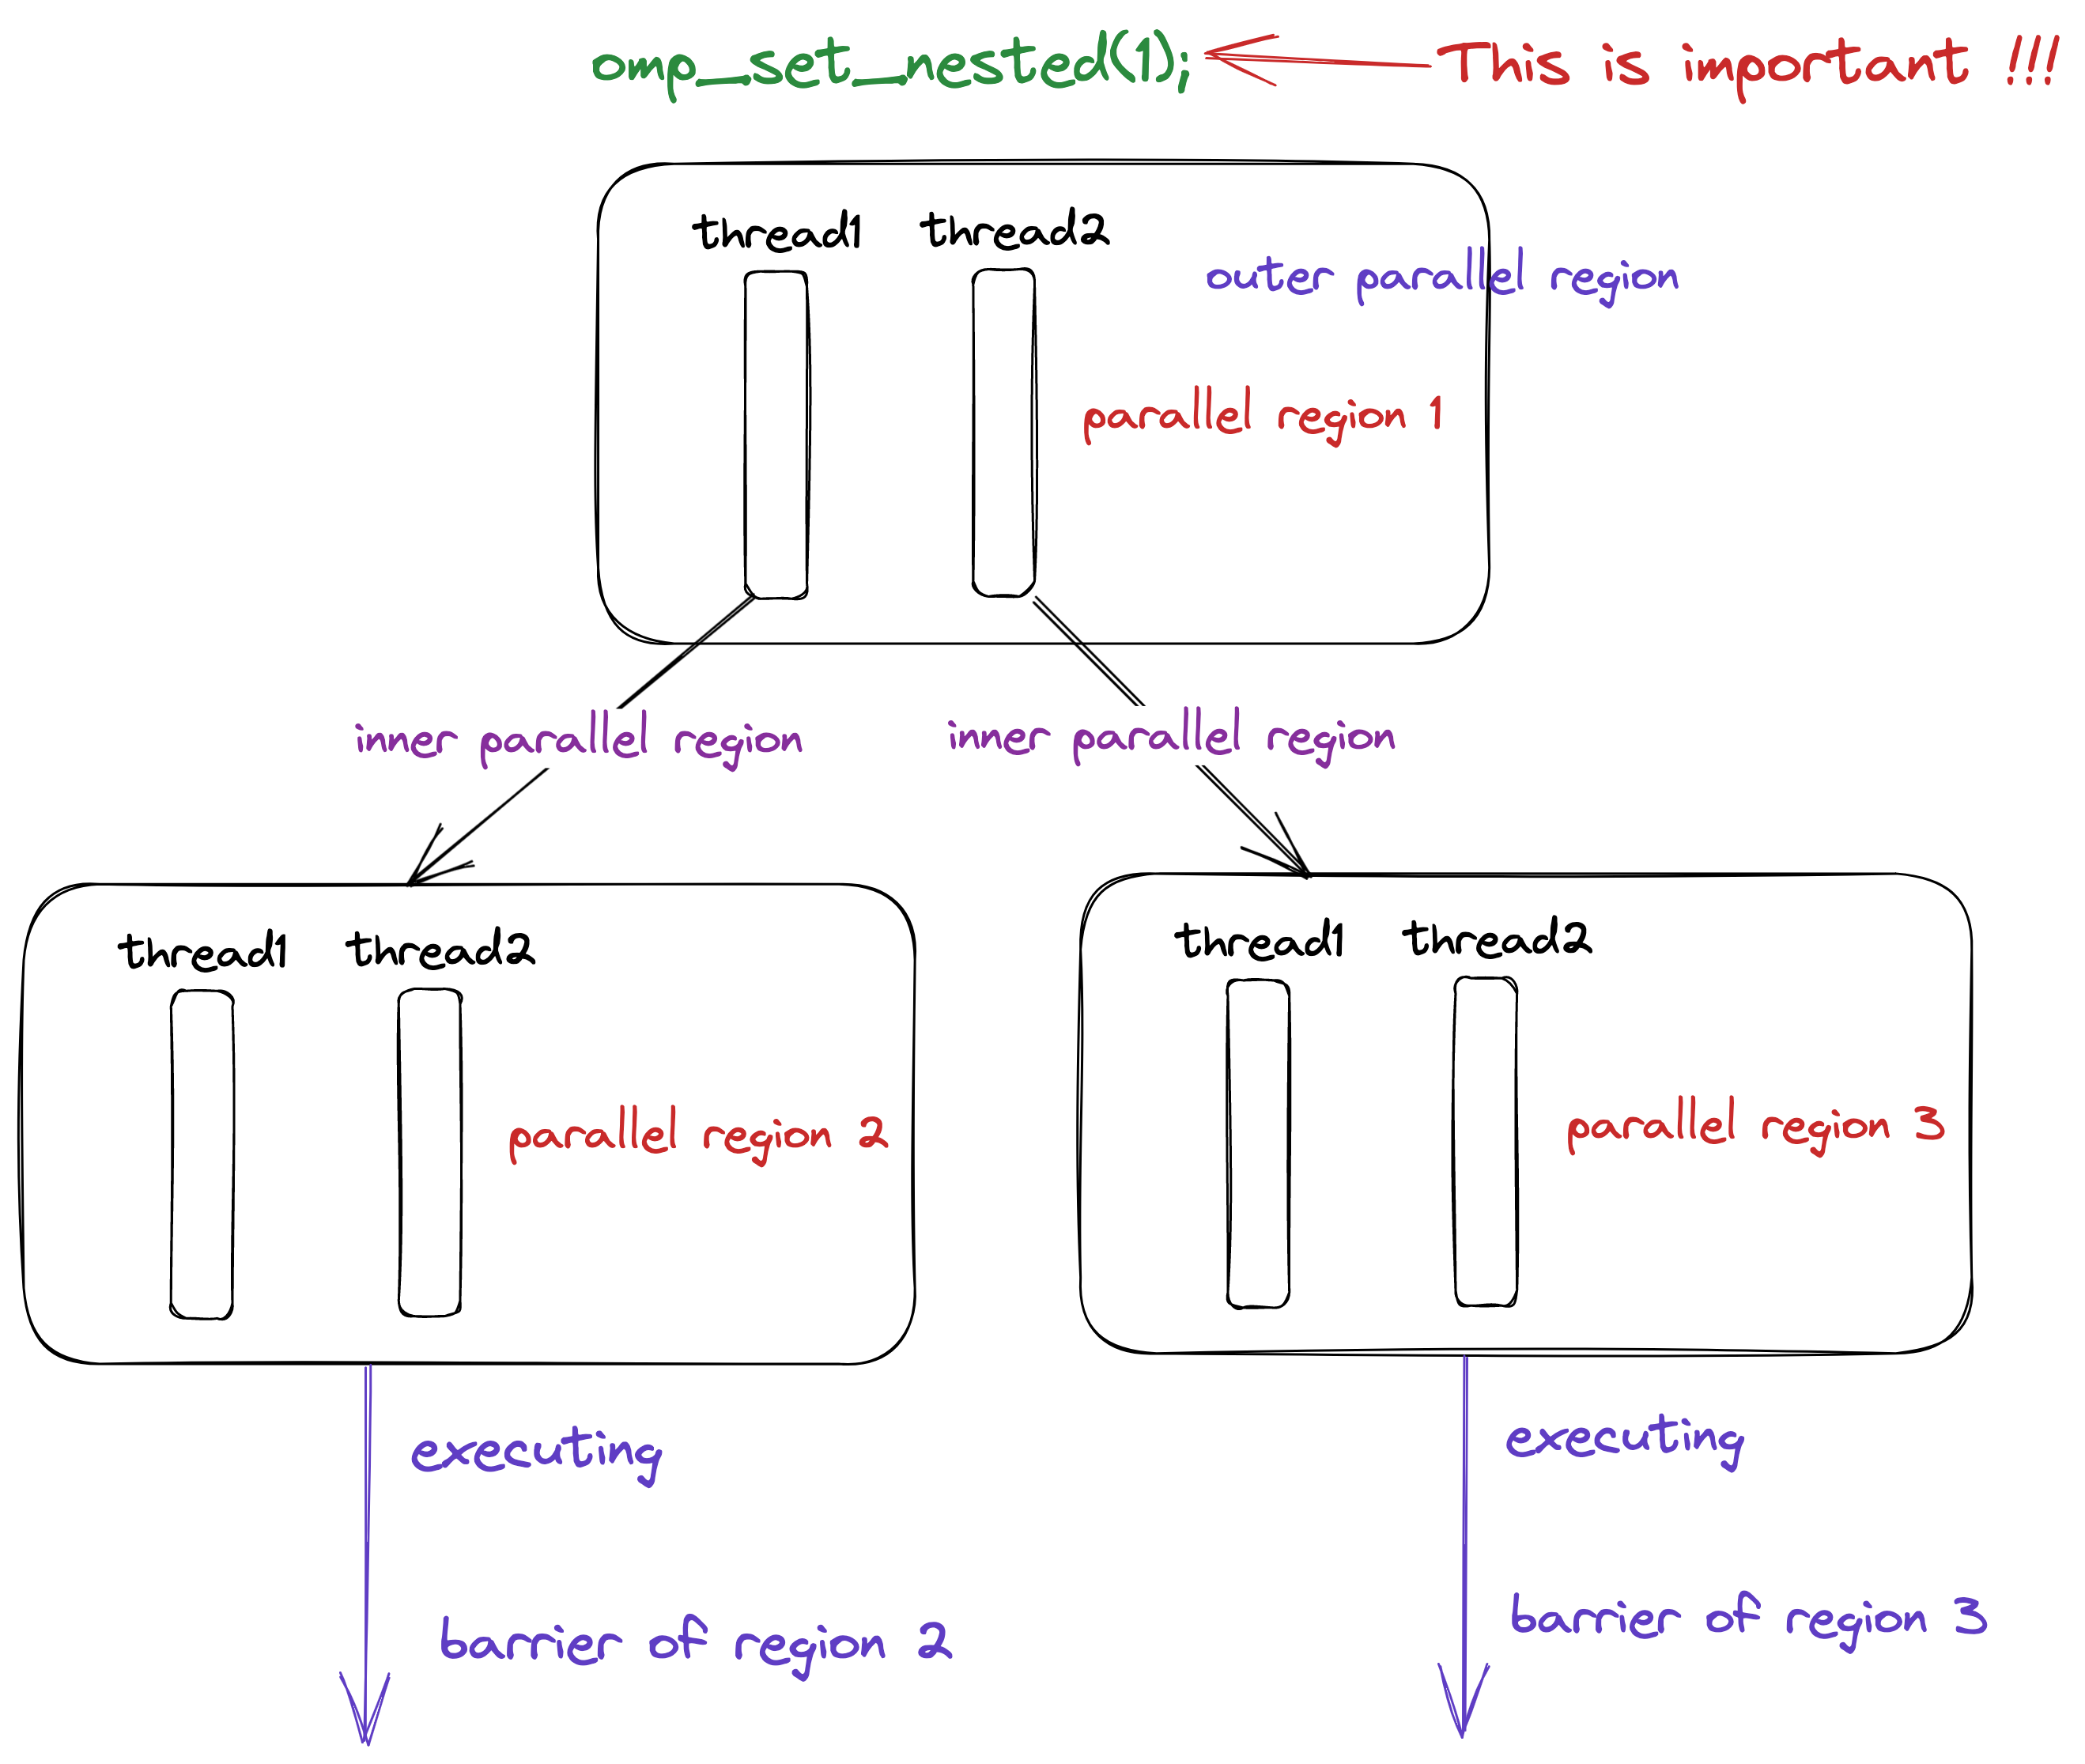 omp_set_nested(1);
This is important !!!
thread1
thread2
outer parallel region
parallel region 1
inner parallel region
inner parallel region
thread1
thread2
parallel region 2
thread1
thread2
parallel region 3
executing
barrier of region 2
executing
barrier of region 3